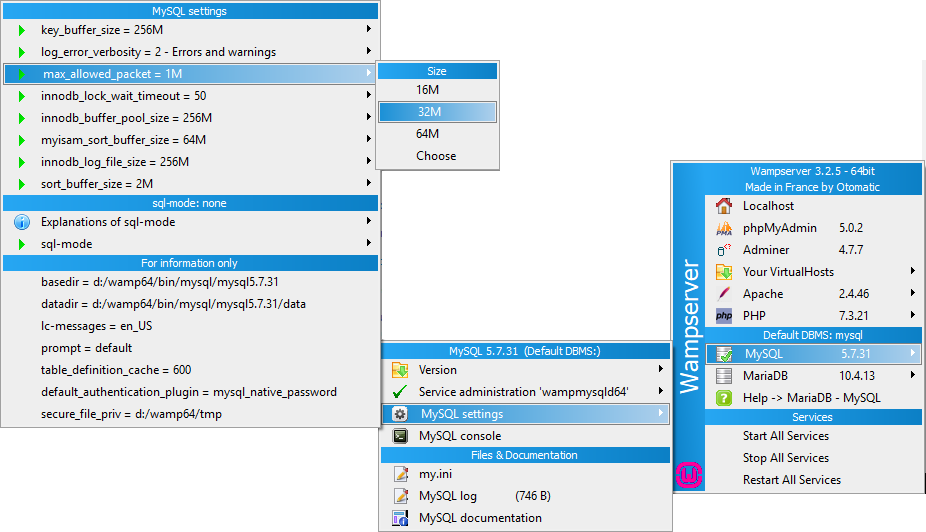 MySQL settings
key_buffer_size = 256M
log_error_verbosity = 2 - Errors and warnings
max_allowed_packet = 1M
innodb_lock_wait_timeout = 50
innodb_buffer_pool_size = 256M
myisam_sort_buffer_size = 64M
innodb_log_file_size = 256M
sort_buffer_size = 2M
sql-mode: none
Explanations of sql-mode
sql-mode
For information only
basedir = d:/wamp64/bin/mysql/mysql5.7.31
datadir = d:/wamp64/bin/mysql/mysql5.7.31/data
lc-messages = en_US
prompt = default
table_definition_cache = 600
default_authentication_plugin = mysql_native_password
secure_file_priv = d:/wamp64/tmp
Size
16M
32M
64M
Choose
MySQL 5.7.31 (Default DBMS:)
Version
Service administration 'wampmysqld64'
MySQL settings
MySQL console
Files & Documentation
my.ini
MySQL log (746 B)
MySQL documentation
Wampserver
Wampserver 3.2.5 - 64bit
Made in France by Otomatic
Localhost
PMA
phpMyAdmin 5.0.2
Adminer 4.7.7
Your VirtualHosts
Apache 2.4.46
php
PHP 7.3.21
Default DBMS: mysql
MySQL 5.7.31
MariaDB 10.4.13
Help -> MariaDB - MySQL
Services
Start All Services
Stop All Services
Restart All Services